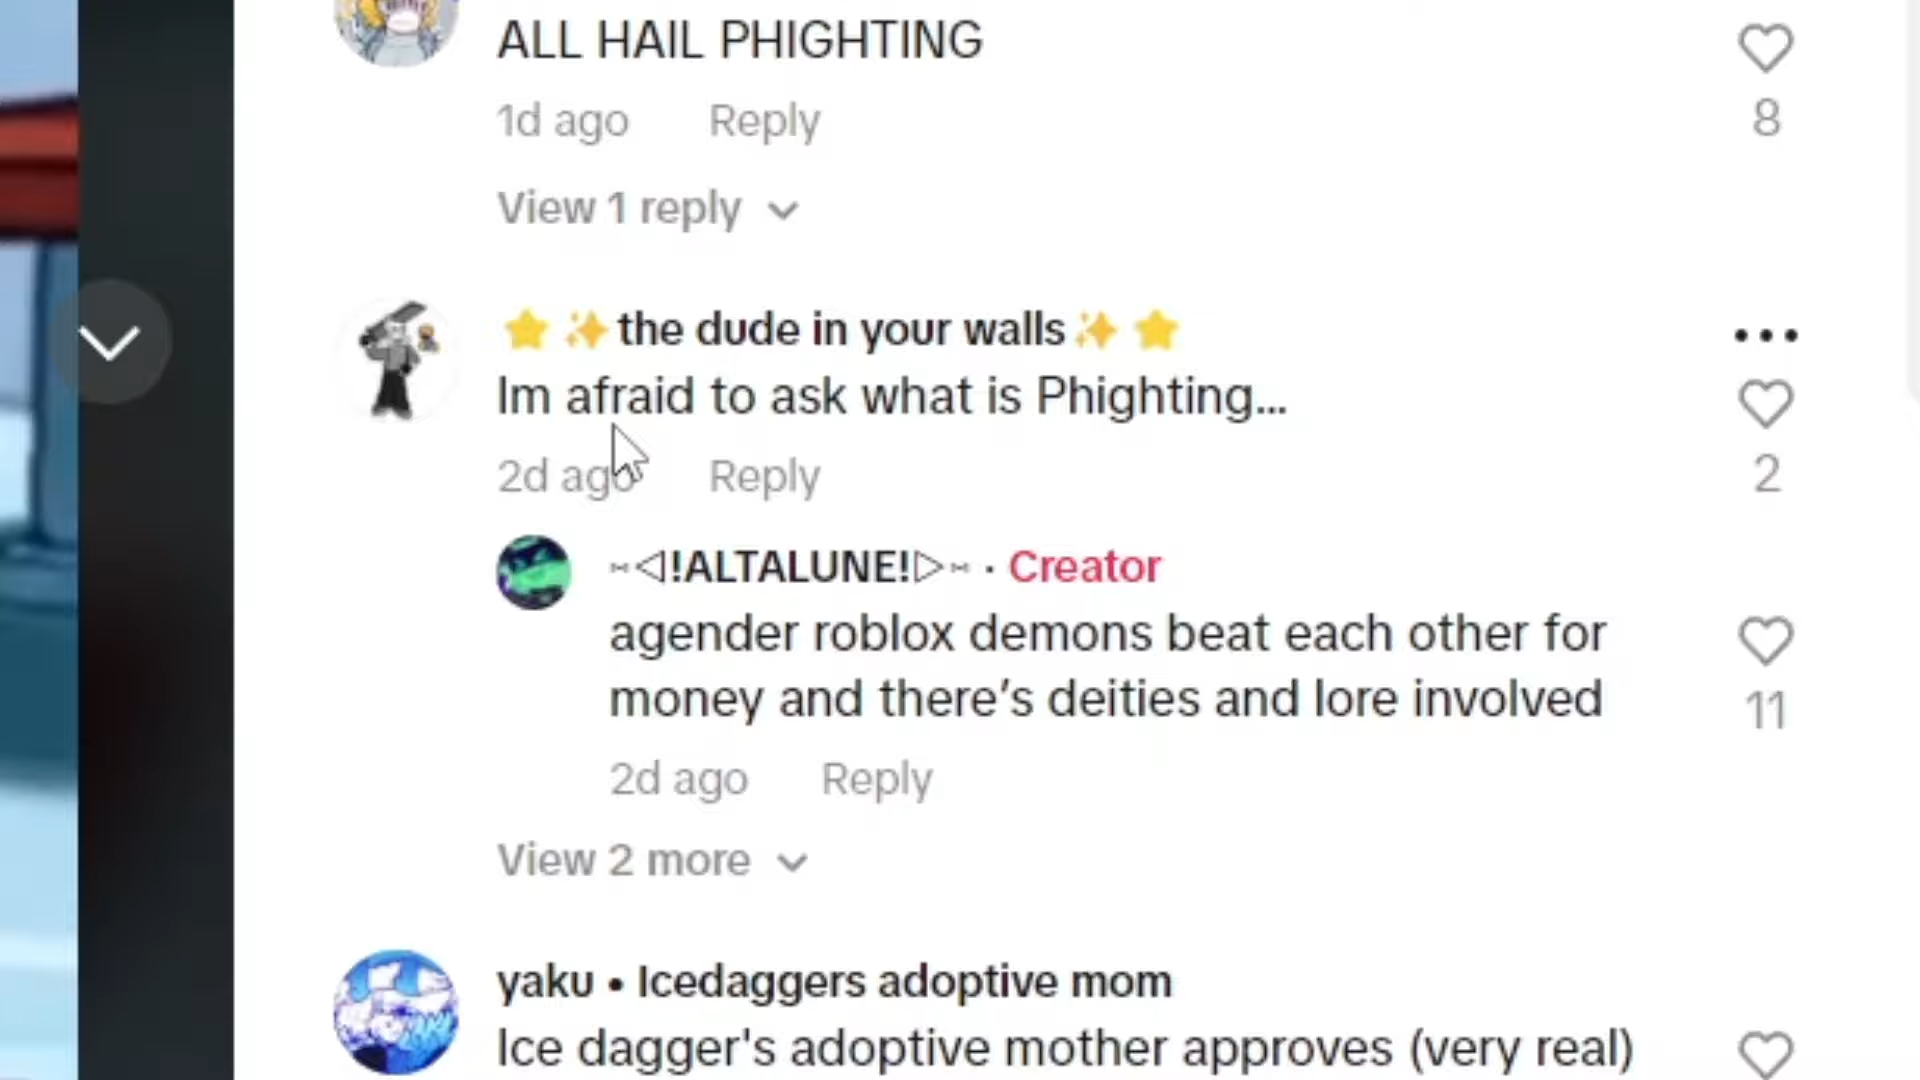 ALL HAIL PHIGHTING
8
1d ago Reply
View 1 reply
⭐✨the dude in your walls✨⭐
Im afraid to ask what is Phighting...
2d ago Reply
2
⑅◁!ALTALUNE!▷⑅ · Creator
agender roblox demons beat each other for
money and there’s deities and lore involved
11
2d ago Reply
View 2 more
yaku • Icedaggers adoptive mom
Ice dagger's adoptive mother approves (very real)